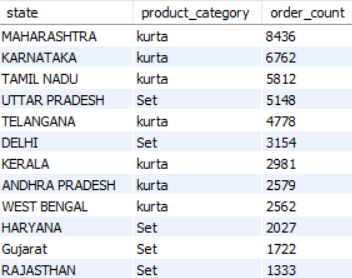 state product_category order_count
MAHARASHTRA kurta 8436
KARNATAKA kurta 6762
TAMIL NADU kurta 5812
UTTAR PRADESH Set 5148
TELANGANA kurta 4778
DELHI Set 3154
KERALA kurta 2981
ANDHRA PRADESH kurta 2579
WEST BENGAL kurta 2562
HARYANA Set 2027
Gujarat Set 1722
RAJASTHAN Set 1333